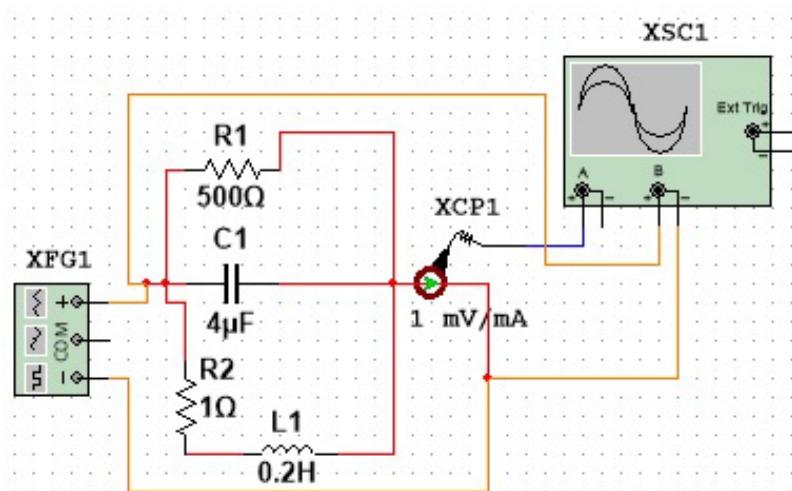 XSC1
Ext Trig
+
−
A
B
+
−
+
−
R1
500Ω
XCP1
C1
4µF
1 mV/mA
XFG1
+
COM
−
R2
1Ω
L1
0.2H